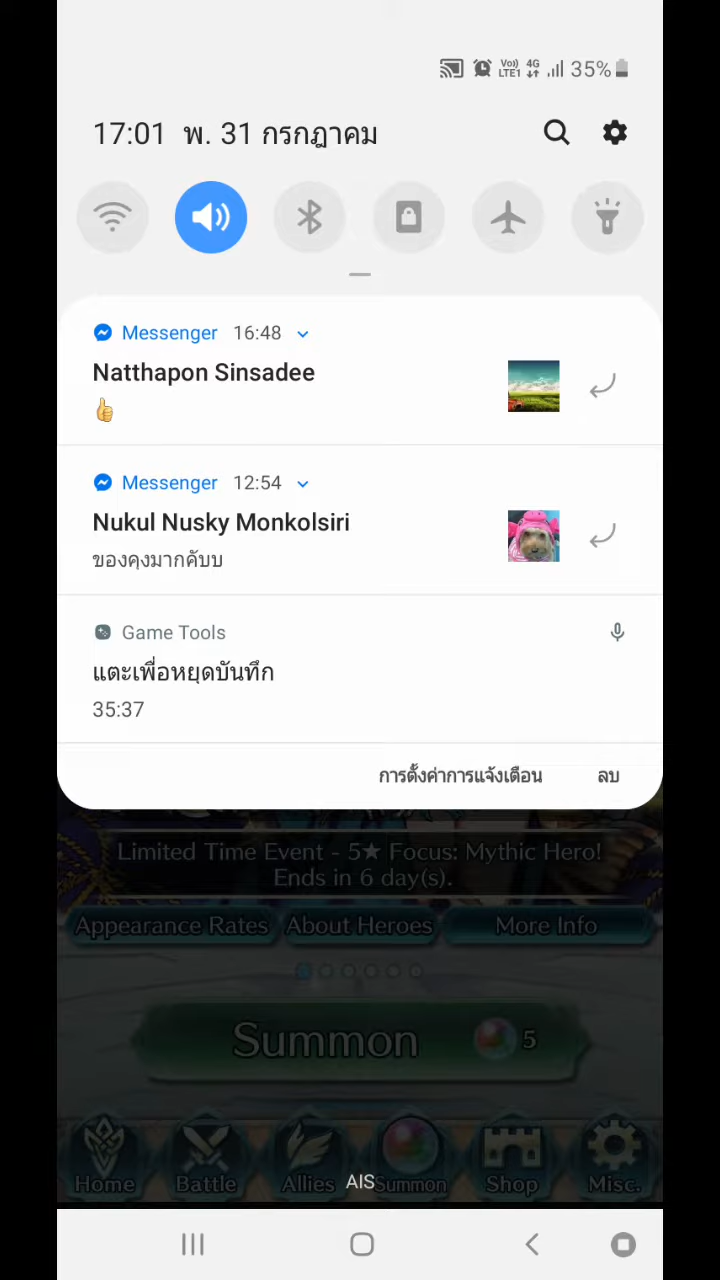 Vo)) 4G
LTE1 35%
17:01 พ. 31 กรกฎาคม
Messenger 16:48
Natthapon Sinsadee
👍
Messenger 12:54
Nukul Nusky Monkolsiri
ของคุงมากคับบ
Game Tools
แตะเพื่อหยุดบันทึก
35:37
การตั้งค่าการแจ้งเตือน ลบ
Limited Time Event - 5★ Focus: Mythic Hero!
Ends in 6 day(s).
Appearance Rates About Heroes More Info
Summon 5
Home Battle Allies AIS Summon Shop Misc.